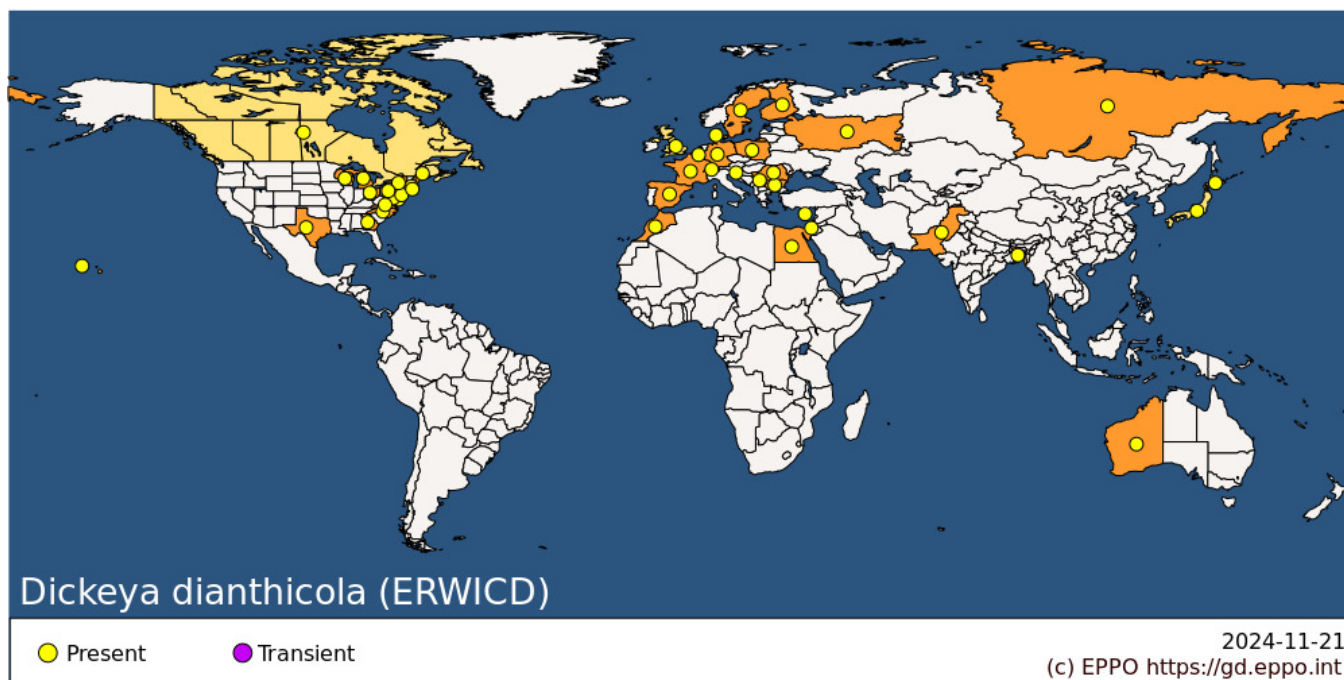 Dickeya dianthicola (ERWICD)
Present
Transient
2024-11-21
(c) EPPO https://gd.eppo.int